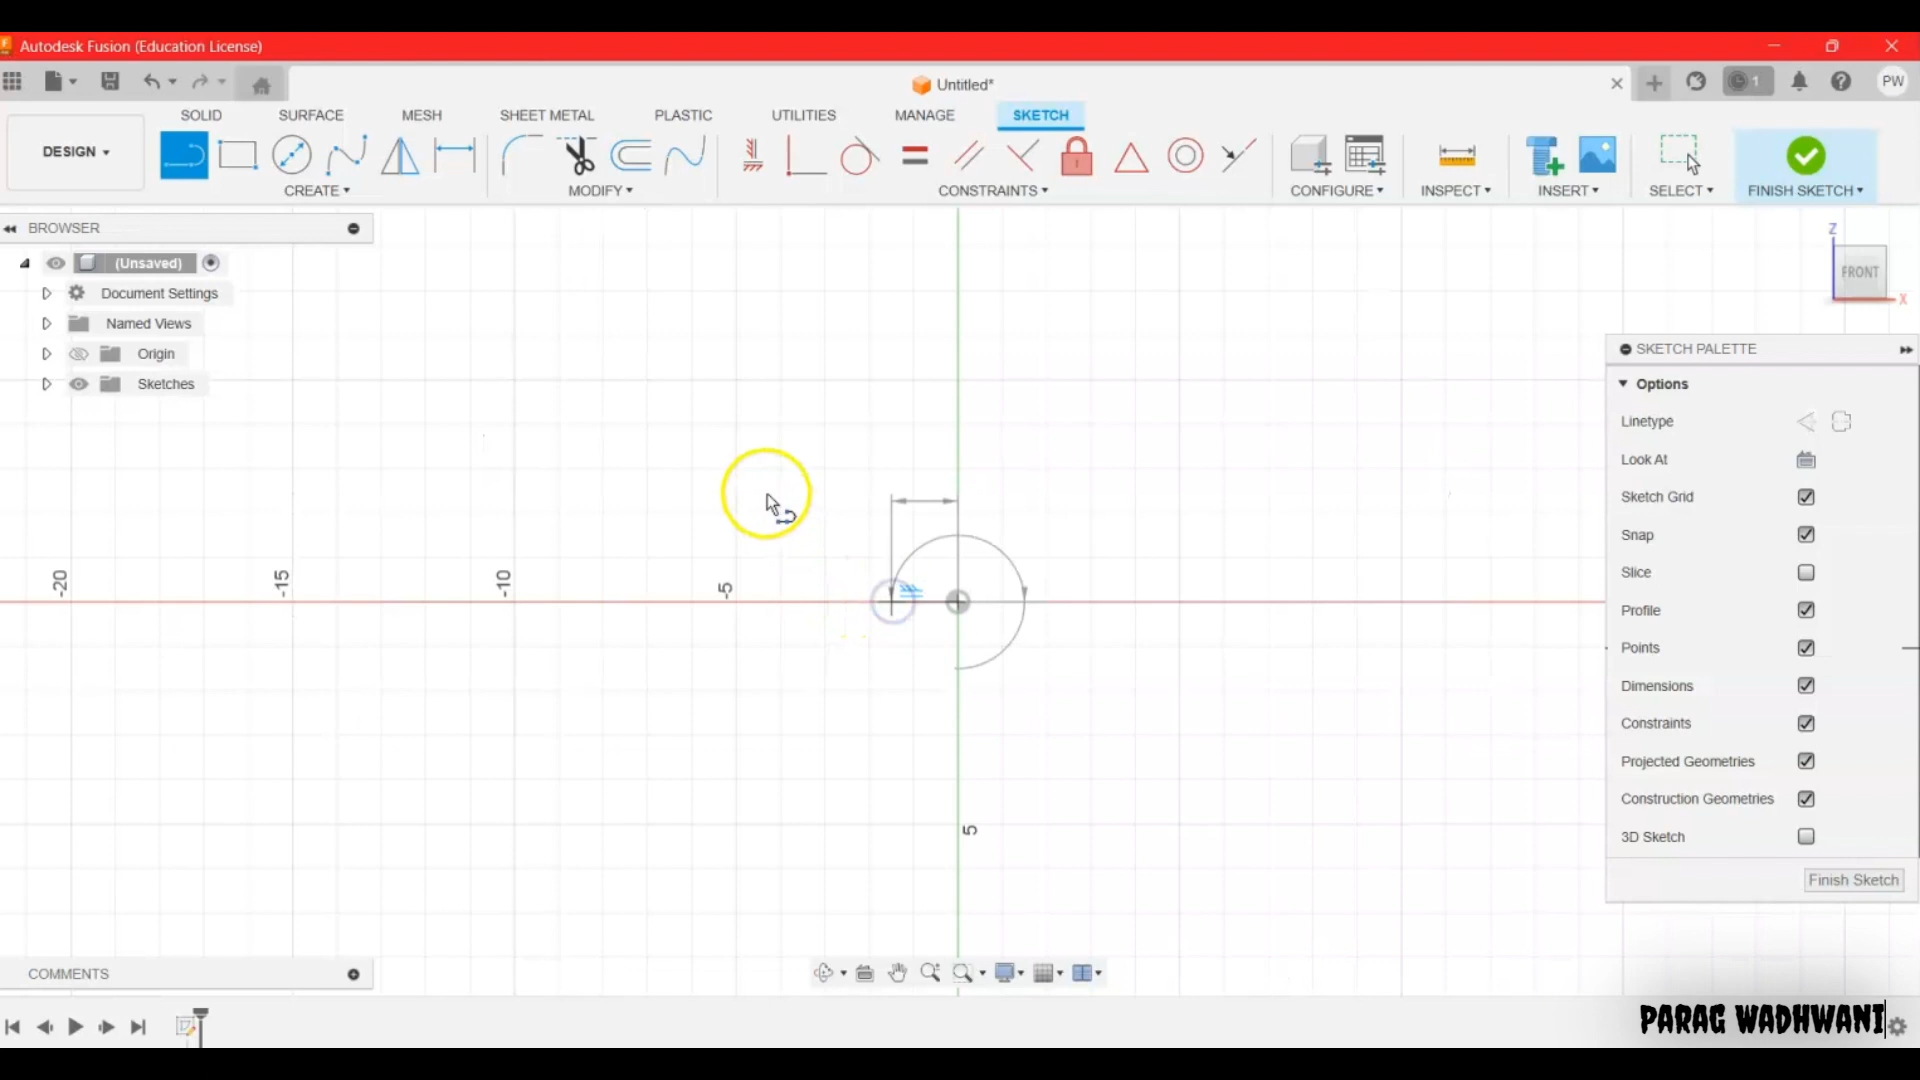 Autodesk Fusion (Education License)
Untitled*
1
PW
SOLID SURFACE MESH SHEET METAL PLASTIC UTILITIES MANAGE SKETCH
DESIGN
CREATE MODIFY CONSTRAINTS CONFIGURE INSPECT INSERT SELECT FINISH SKETCH
BROWSER
(Unsaved)
Document Settings
Named Views
Origin
Sketches
Z
FRONT
X
SKETCH PALETTE
Options
Linetype
Look At
Sketch Grid
Snap
Slice
Profile
Points
Dimensions
Constraints
Projected Geometries
Construction Geometries
3D Sketch
Finish Sketch
-20 -15 -10 -5
5
COMMENTS
PARAG WADHWANI